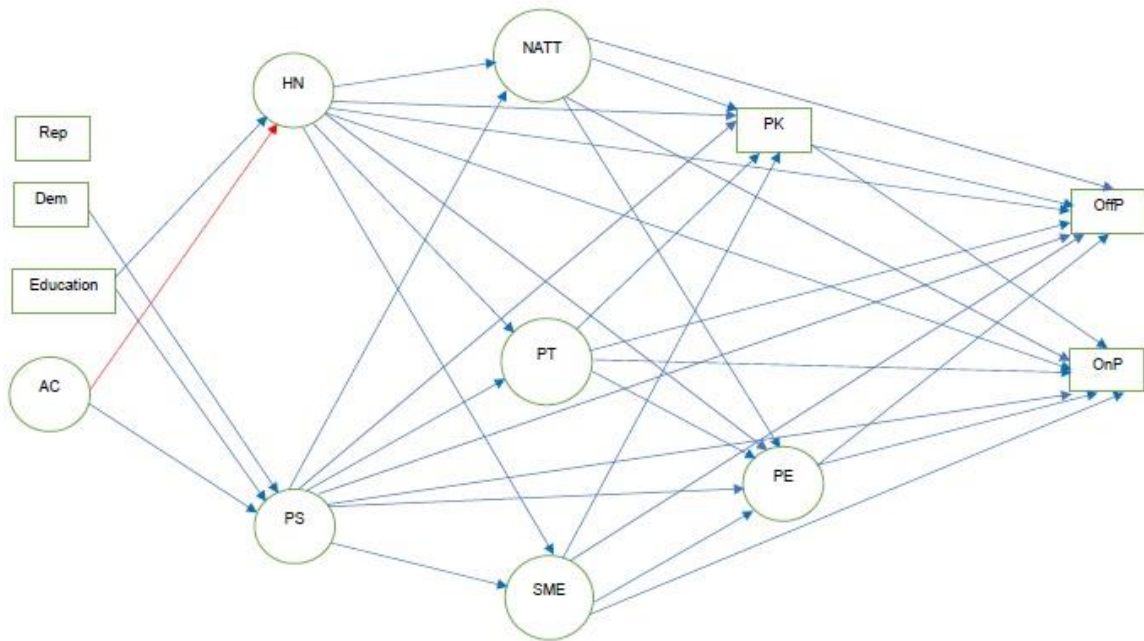 NATT
HN
Rep
PK
Dem
OffP
Education
PT
OnP
AC
PE
PS
SME